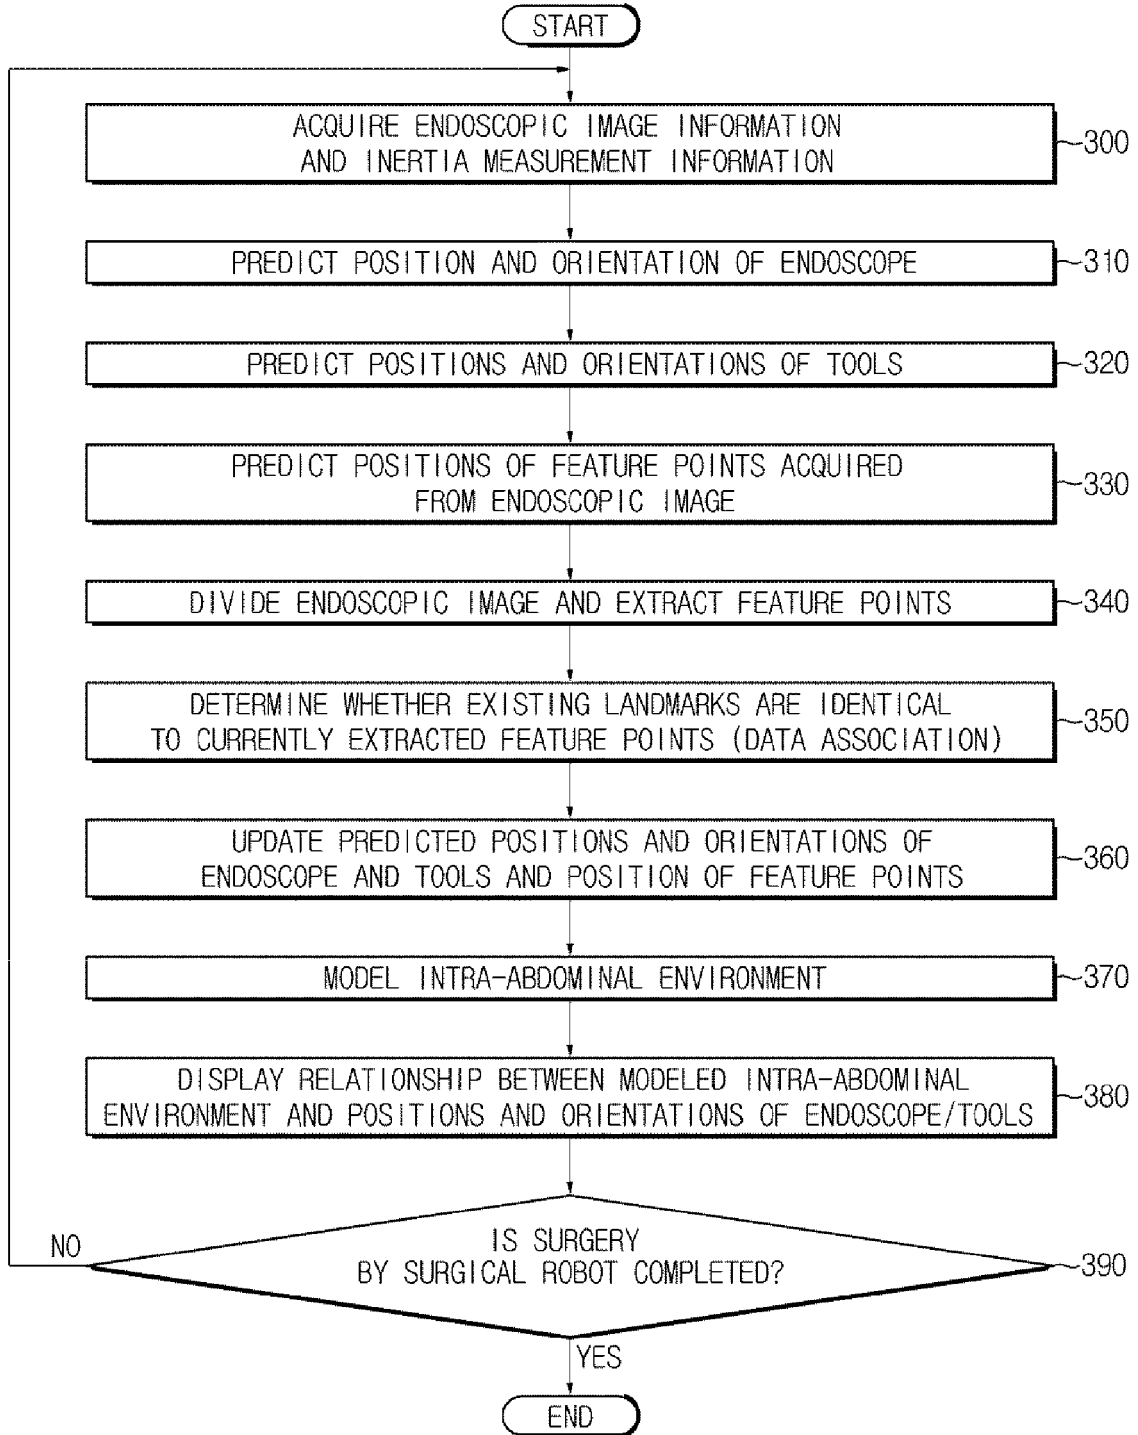 START
ACQUIRE ENDOSCOPIC IMAGE INFORMATION
AND INERTIA MEASUREMENT INFORMATION
300
PREDICT POSITION AND ORIENTATION OF ENDOSCOPE
310
PREDICT POSITIONS AND ORIENTATIONS OF TOOLS
320
PREDICT POSITIONS OF FEATURE POINTS ACQUIRED
FROM ENDOSCOPIC IMAGE
330
DIVIDE ENDOSCOPIC IMAGE AND EXTRACT FEATURE POINTS
340
DETERMINE WHETHER EXISTING LANDMARKS ARE IDENTICAL
TO CURRENTLY EXTRACTED FEATURE POINTS (DATA ASSOCIATION)
350
UPDATE PREDICTED POSITIONS AND ORIENTATIONS OF
ENDOSCOPE AND TOOLS AND POSITION OF FEATURE POINTS
360
MODEL INTRA-ABDOMINAL ENVIRONMENT
370
DISPLAY RELATIONSHIP BETWEEN MODELED INTRA-ABDOMINAL
ENVIRONMENT AND POSITIONS AND ORIENTATIONS OF ENDOSCOPE/TOOLS
380
NO
IS SURGERY
BY SURGICAL ROBOT COMPLETED?
390
YES
END